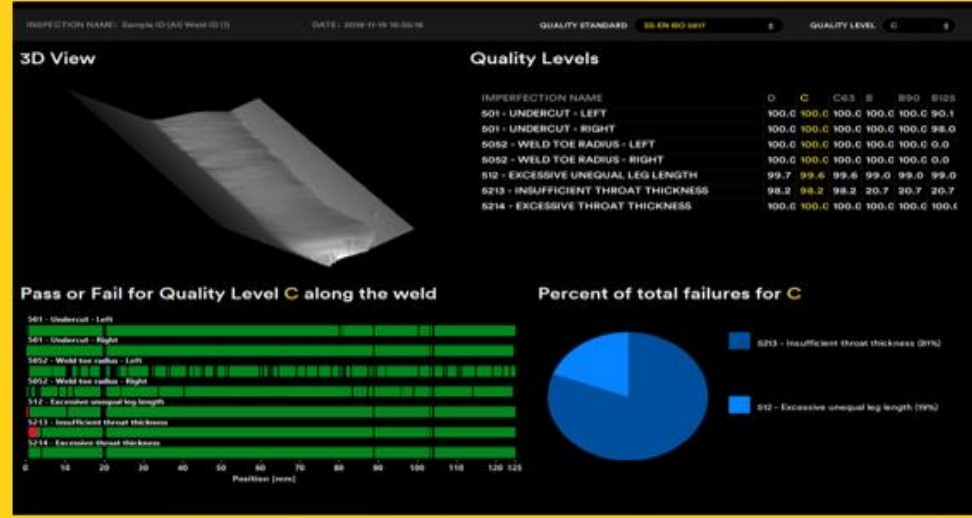 INSPECTION NAME: Sample ID (A1) Weld ID (1)
DATE: 2019-11-19
QUALITY STANDARD SS-EN ISO 5817
QUALITY LEVEL C
3D View
Quality Levels
IMPERFECTION NAME D C C63 B B90 B125
501 - UNDERCUT - LEFT 100.0 100.0 100.0 100.0 100.0 90.1
501 - UNDERCUT - RIGHT 100.0 100.0 100.0 100.0 100.0 98.0
5052 - WELD TOE RADIUS - LEFT 100.0 100.0 100.0 100.0 100.0 0.0
5052 - WELD TOE RADIUS - RIGHT 100.0 100.0 100.0 100.0 100.0 0.0
512 - EXCESSIVE UNEQUAL LEG LENGTH 99.7 99.6 99.6 99.0 99.0 99.0
5213 - INSUFFICIENT THROAT THICKNESS 98.2 98.2 98.2 20.7 20.7 20.7
5214 - EXCESSIVE THROAT THICKNESS 100.0 100.0 100.0 100.0 100.0 100.0
Pass or Fail for Quality Level C along the weld
501 - Undercut - Left
501 - Undercut - Right
5052 - Weld toe radius - Left
5052 - Weld toe radius - Right
512 - Excessive unequal leg length
5213 - Insufficient throat thickness
5214 - Excessive throat thickness
0 10 20 30 40 50 60 70 80 90 100 110 120 125
Position [mm]
Percent of total failures for C
5213 - Insufficient throat thickness (81%)
512 - Excessive unequal leg length (19%)